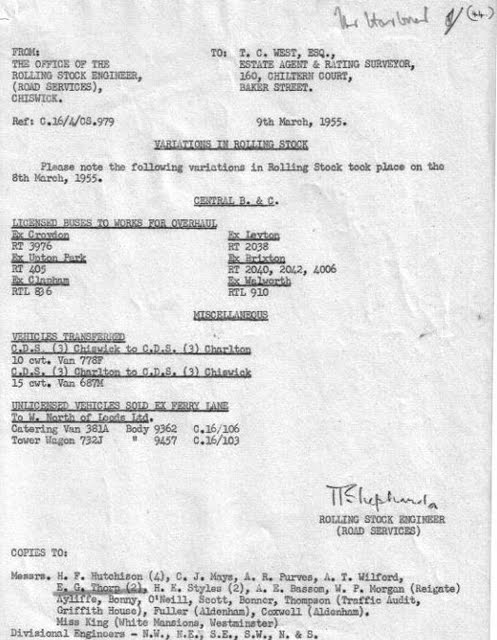 (x4.)
FROM: TO: T. C. WEST, ESQ.,
THE OFFICE OF THE ESTATE AGENT & RATING SURVEYOR,
ROLLING STOCK ENGINEER, 160, CHILTERN COURT,
(ROAD SERVICES), BAKER STREET.
CHISWICK.
Ref: C.16/4/CS.979 9th March, 1955.
VARIATIONS IN ROLLING STOCK
Please note the following variations in Rolling Stock took place on the
8th March, 1955.
CENTRAL B. & C.
LICENSED BUSES TO WORKS FOR OVERHAUL
Ex Croydon Ex Leyton
RT 3976 RT 2038
Ex Upton Park Ex Brixton
RT 405 RT 2040, 2042, 4006
Ex Clapham Ex Walworth
RTL 836 RTL 910
MISCELLANEOUS
VEHICLES TRANSFERRED
C.D.S. (3) Chiswick to C.D.S. (3) Charlton
10 cwt. Van 778F
C.D.S. (3) Charlton to C.D.S. (3) Chiswick
15 cwt. Van 687M
UNLICENSED VEHICLES SOLD EX FERRY LANE
To W. North of Leeds Ltd.
Catering Van 381A Body 9362 C.16/106
Tower Wagon 732J " 9457 C.16/103
ROLLING STOCK ENGINEER
(ROAD SERVICES)
COPIES TO:
Messrs. H. F. Hutchison (4), C. J. Mays, A. R. Purves, A. T. Wilford,
E. G. Thorp (2), H. E. Styles (2), A. E. Bassom, W. P. Morgan (Reigate)
Ayliffe, Bonny, O'Neill, Scott, Bonner, Thompson (Traffic Audit,
Griffith House), Fuller (Aldenham), Coxwell (Aldenham).
Miss King (White Mansions, Westminster)
Divisional Engineers - N.W., N.E., S.E., S.W., N. & S.